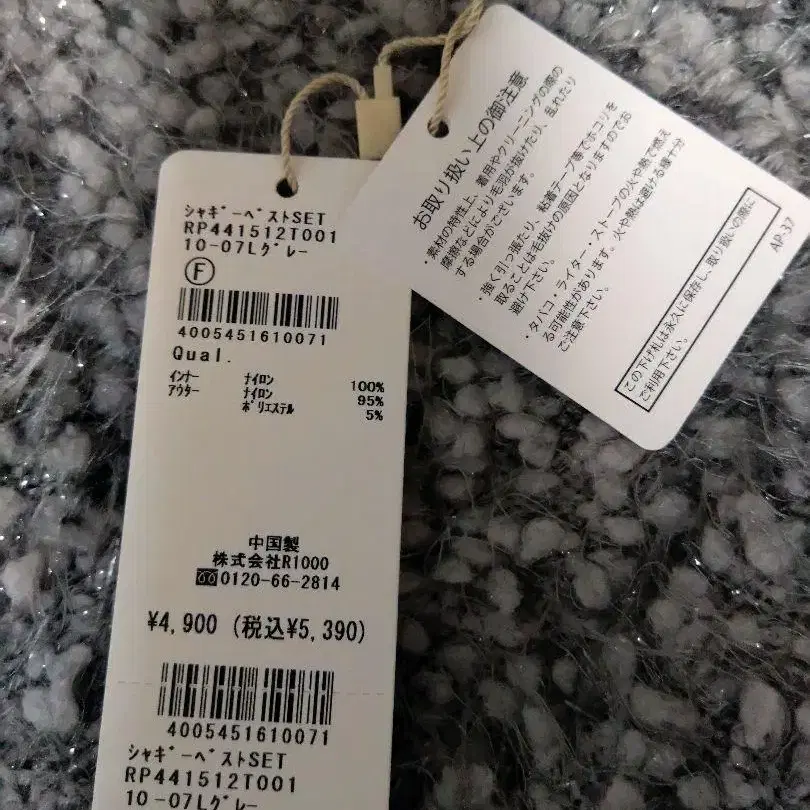 シャギーベストSET
RP441512T001
10-07Lグレー
F
4005451610071
Qual.
インナー ナイロン 100%
アウター ナイロン 95%
ポリエステル 5%
中国製
株式会社R1000
0120-66-2814
¥4,900 (税込¥5,390)
4005451610071
シャギーベストSET
RP441512T001
10-07Lグレー
お取り扱い上の御注意
・素材の特性上、着用やクリーニングの際の
摩擦などにより毛羽が抜けたり、乱れたり
する場合がございます。
・強く引っ張たり、粘着テープ等でホコリを
取ることは毛抜けの原因となりますのでお
避け下さい。
・タバコ・ライター・ストーブの火や熱で燃え
る可能性があります。火や熱は避ける様十分
ご注意下さい。
この下げ札は永久に保存し、取り扱いの際に
ご利用下さい。
AP-37